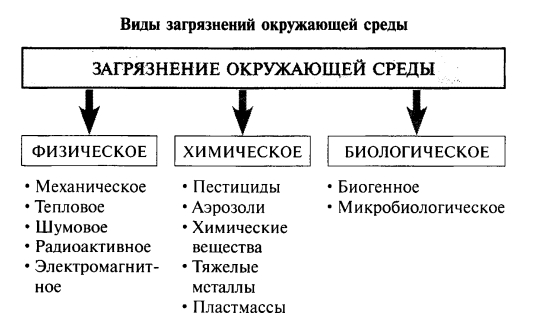 Виды загрязнений окружающей среды
ЗАГРЯЗНЕНИЕ ОКРУЖАЮЩЕЙ СРЕДЫ
ФИЗИЧЕСКОЕ
• Механическое
• Тепловое
• Шумовое
• Радиоактивное
• Электромагнит-
ное
ХИМИЧЕСКОЕ
• Пестициды
• Аэрозоли
• Химические
вещества
• Тяжелые
металлы
• Пластмассы
БИОЛОГИЧЕСКОЕ
• Биогенное
• Микробиологическое